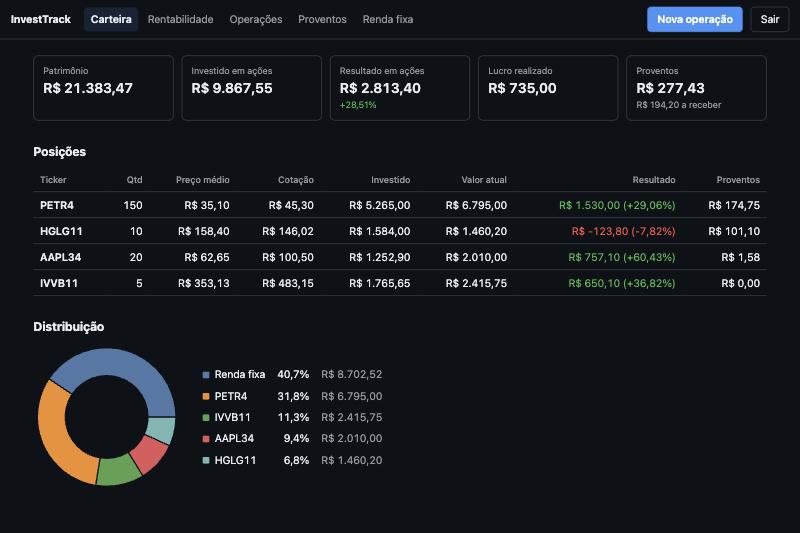 InvestTrack Carteira Rentabilidade Operações Proventos Renda fixa Nova operação Sair
Patrimônio Investido em ações Resultado em ações Lucro realizado Proventos
R$ 21.383,47 R$ 9.867,55 R$ 2.813,40 R$ 735,00 R$ 277,43
+28,51% R$ 194,20 a receber
Posições
Ticker Qtd Preço médio Cotação Investido Valor atual Resultado Proventos
PETR4 150 R$ 35,10 R$ 45,30 R$ 5.265,00 R$ 6.795,00 R$ 1.530,00 (+29,06%) R$ 174,75
HGLG11 10 R$ 158,40 R$ 146,02 R$ 1.584,00 R$ 1.460,20 R$ -123,80 (-7,82%) R$ 101,10
AAPL34 20 R$ 62,65 R$ 100,50 R$ 1.252,90 R$ 2.010,00 R$ 757,10 (+60,43%) R$ 1,58
IVVB11 5 R$ 353,13 R$ 483,15 R$ 1.765,65 R$ 2.415,75 R$ 650,10 (+36,82%) R$ 0,00
Distribuição
Renda fixa 40,7% R$ 8.702,52
PETR4 31,8% R$ 6.795,00
IVVB11 11,3% R$ 2.415,75
AAPL34 9,4% R$ 2.010,00
HGLG11 6,8% R$ 1.460,20